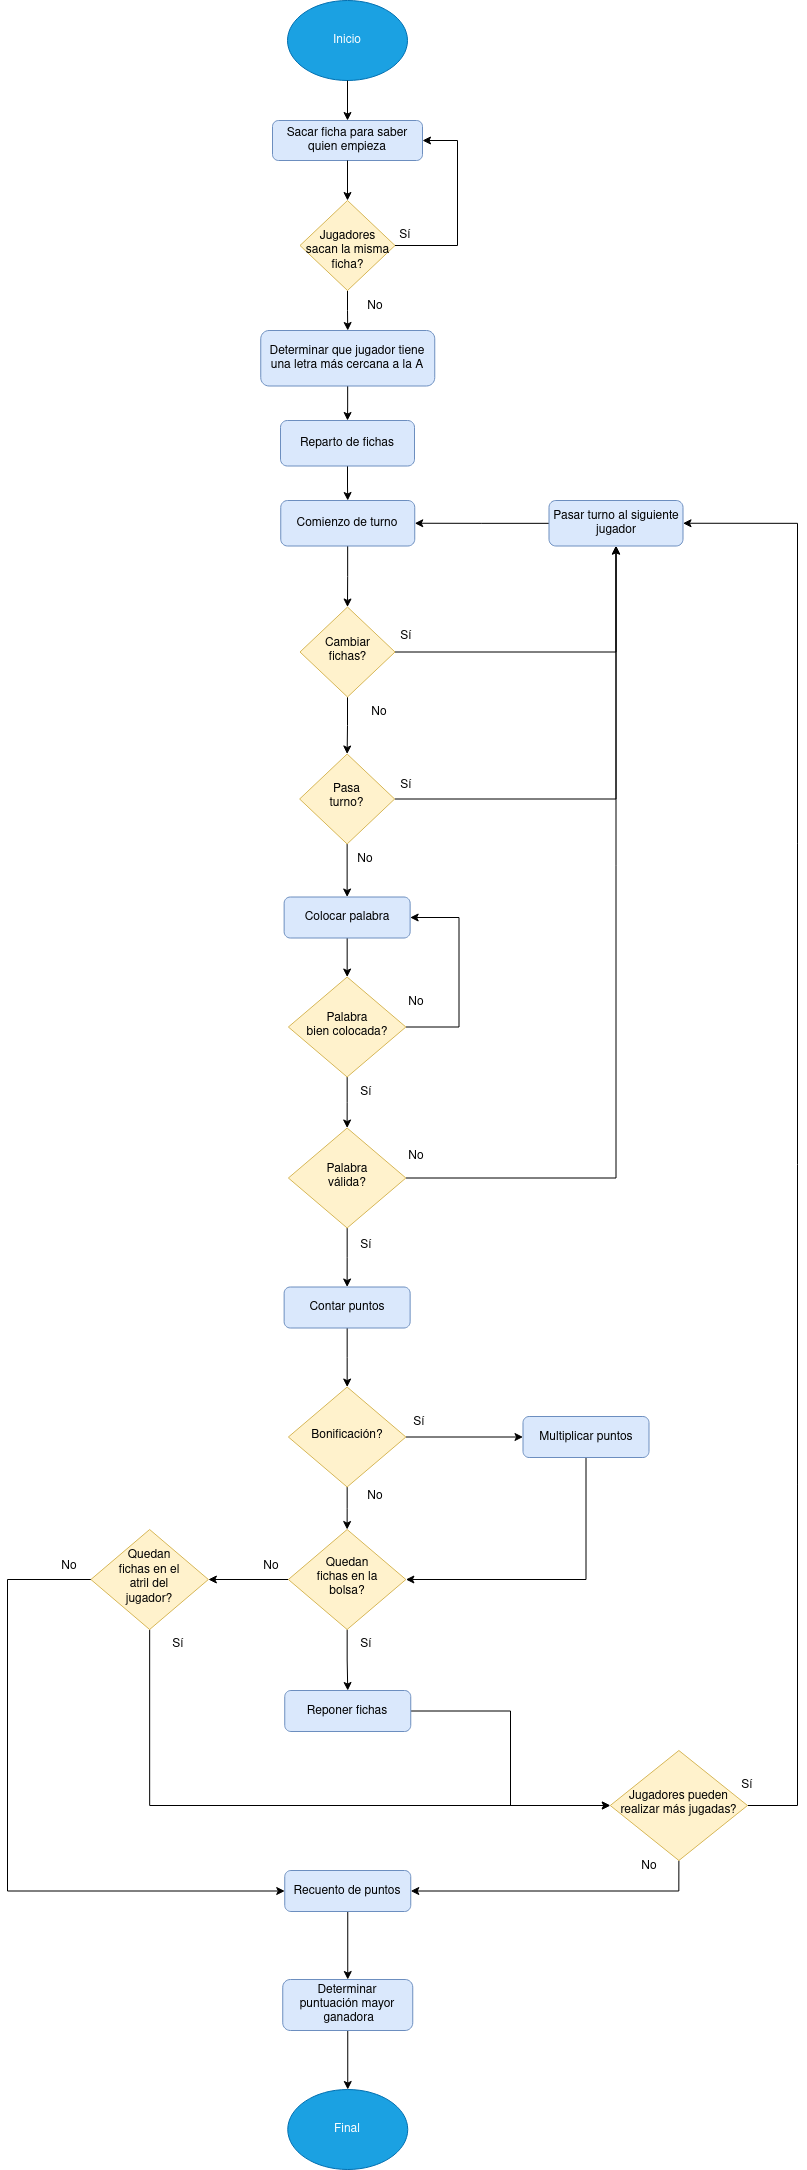 Inicio
Sacar ficha para saber
quien empieza
Jugadores
sacan la misma
ficha?
Sí
No
Determinar que jugador tiene
una letra más cercana a la A
Reparto de fichas
Comienzo de turno
Pasar turno al siguiente
jugador
Cambiar
fichas?
Sí
No
Pasa
turno?
Sí
No
Colocar palabra
Palabra
bien colocada?
No
Sí
Palabra
válida?
No
Sí
Contar puntos
Bonificación?
Sí
Multiplicar puntos
No
Quedan
fichas en la
bolsa?
No
Quedan
fichas en el
atril del
jugador?
No
Sí
Sí
Reponer fichas
Jugadores pueden
realizar más jugadas?
Sí
No
Recuento de puntos
Determinar
puntuación mayor
ganadora
Final